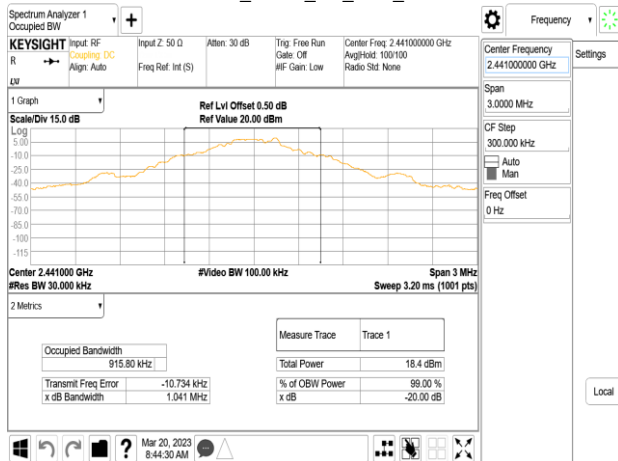 Spectrum Analyzer 1
Occupied BW
KEYSIGHT
R
LXI
Input: RF
Coupling: DC
Align: Auto
Input Z: 50 Ω
Freq Ref: Int (S)
Atten: 30 dB
Trig: Free Run
Gate: Off
#IF Gain: Low
Center Freq: 2.441000000 GHz
Avg|Hold: 100/100
Radio Std: None
1 Graph
Scale/Div 15.0 dB
Ref Lvl Offset 0.50 dB
Ref Value 20.00 dBm
Log
5.00
-10.0
-25.0
-40.0
-55.0
-70.0
-85.0
-100
-115
Center 2.441000 GHz
#Res BW 30.000 kHz
#Video BW 100.00 kHz
Span 3 MHz
Sweep 3.20 ms (1001 pts)
2 Metrics
Occupied Bandwidth
915.80 kHz
Transmit Freq Error -10.734 kHz
x dB Bandwidth 1.041 MHz
Measure Trace Trace 1
Total Power 18.4 dBm
% of OBW Power 99.00 %
x dB -20.00 dB
Mar 20, 2023
8:44:30 AM
Frequency
Center Frequency
2.441000000 GHz
Span
3.0000 MHz
CF Step
300.000 kHz
Auto
Man
Freq Offset
0 Hz
Settings
Local